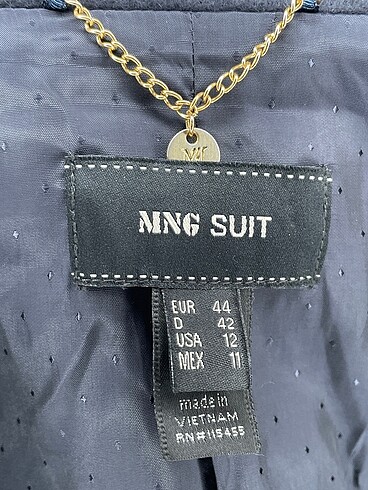 MNG SUIT
EUR 44
D 42
USA 12
MEX 11
made in
VIETNAM
RN#115455